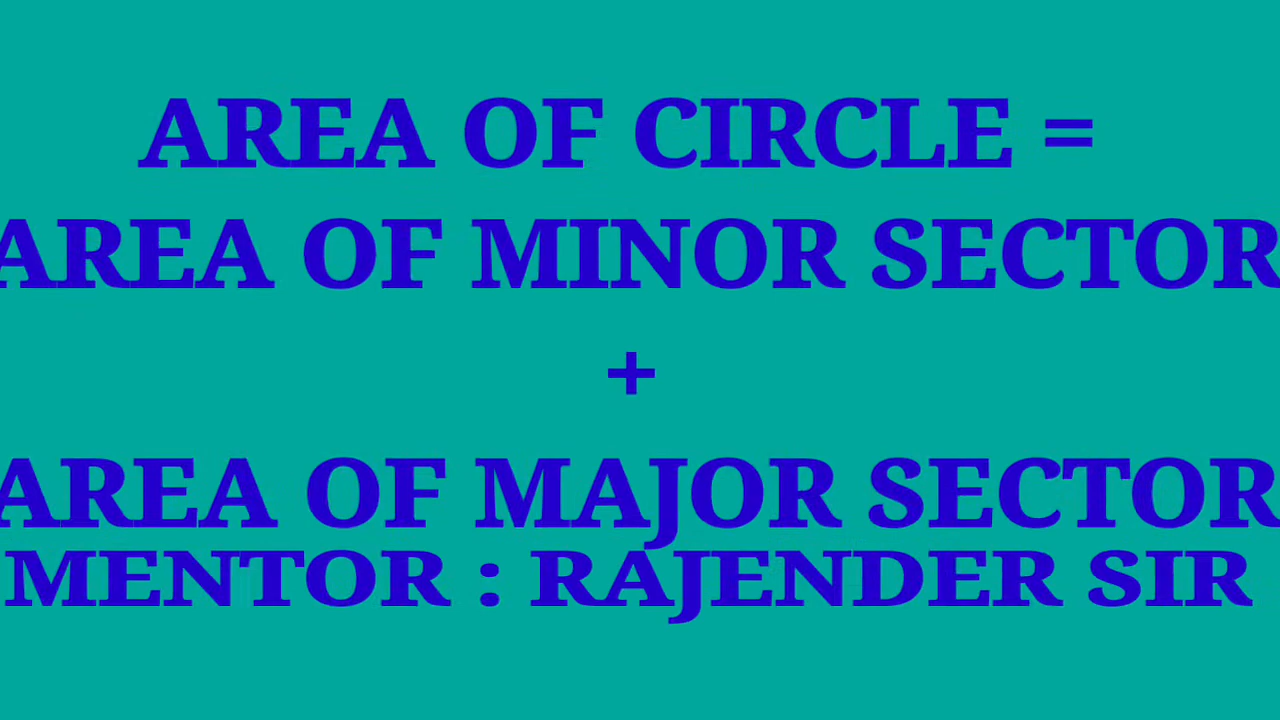 AREA OF CIRCLE =
AREA OF MINOR SECTOR
+
AREA OF MAJOR SECTOR
MENTOR : RAJENDER SIR